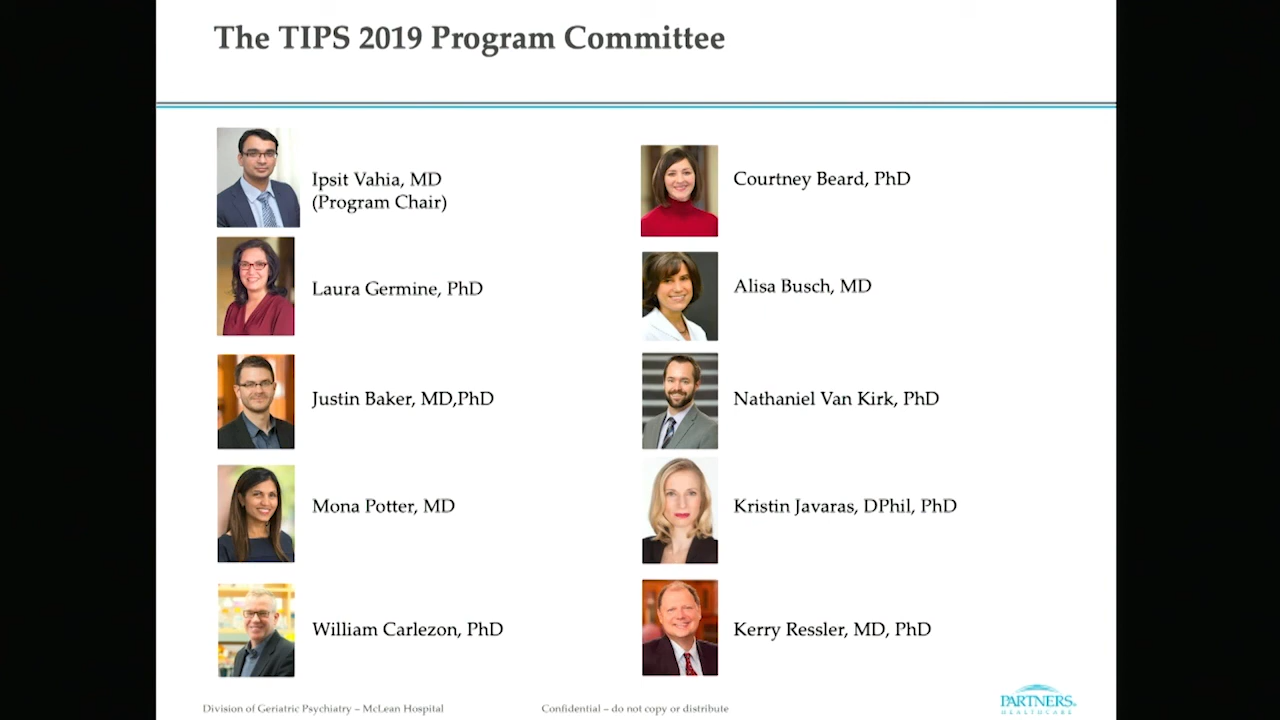 The TIPS 2019 Program Committee
Ipsit Vahia, MD
(Program Chair)
Laura Germine, PhD
Justin Baker, MD,PhD
Mona Potter, MD
William Carlezon, PhD
Courtney Beard, PhD
Alisa Busch, MD
Nathaniel Van Kirk, PhD
Kristin Javaras, DPhil, PhD
Kerry Ressler, MD, PhD
Division of Geriatric Psychiatry – McLean Hospital
Confidential – do not copy or distribute
PARTNERS
HEALTHCARE